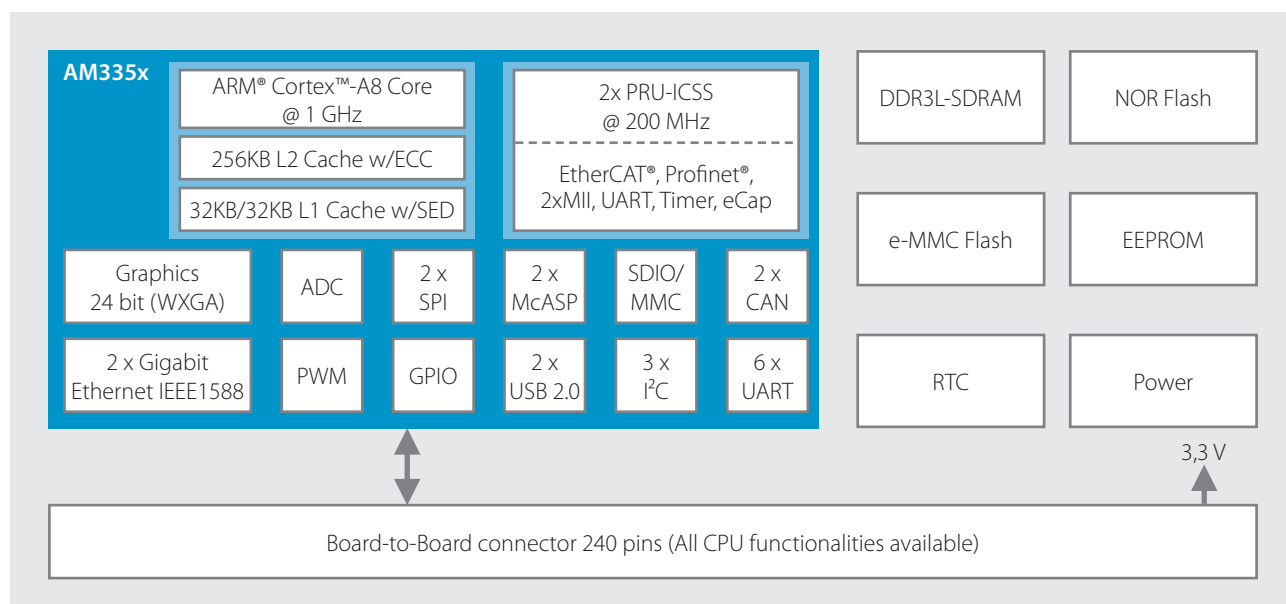 AM335x
ARM® Cortex™-A8 Core
@ 1 GHz
256KB L2 Cache w/ECC
32KB/32KB L1 Cache w/SED
2x PRU-ICSS
@ 200 MHz
EtherCAT®, Profinet®,
2xMII, UART, Timer, eCap
Graphics
24 bit (WXGA)
ADC
2 x
SPI
2 x
McASP
SDIO/
MMC
2 x
CAN
2 x Gigabit
Ethernet IEEE1588
PWM
GPIO
2 x
USB 2.0
3 x
I²C
6 x
UART
DDR3L-SDRAM
NOR Flash
e-MMC Flash
EEPROM
RTC
Power
3,3 V
Board-to-Board connector 240 pins (All CPU functionalities available)